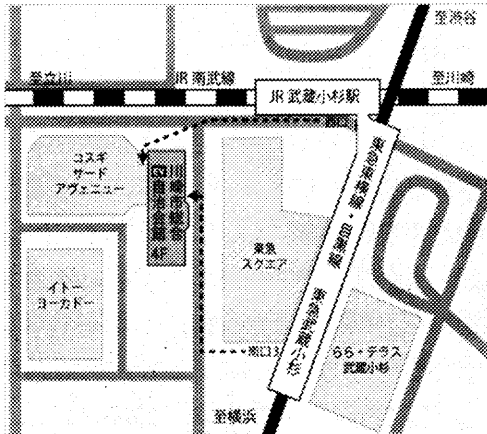 至渋谷
至立川
JR 南武線
至川崎
JR 武蔵小杉駅
西口
コスギ
サード
アヴェニュー
川崎市総合
自治会館
4F
東急
スクエア
東急東横線・目黒線 東急武蔵小杉
イトー
ヨーカドー
南口
ららテラス
武蔵小杉
至横浜